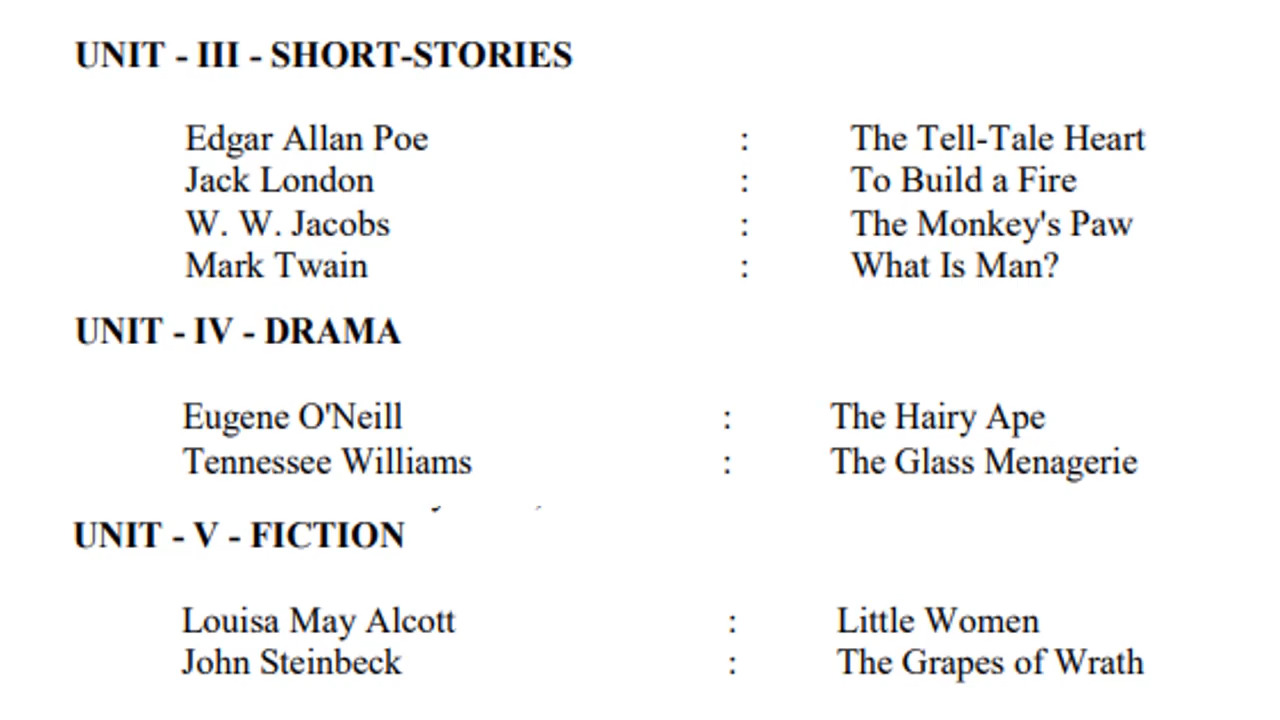 UNIT - III - SHORT-STORIES
Edgar Allan Poe : The Tell-Tale Heart
Jack London : To Build a Fire
W. W. Jacobs : The Monkey's Paw
Mark Twain : What Is Man?
UNIT - IV - DRAMA
Eugene O'Neill : The Hairy Ape
Tennessee Williams : The Glass Menagerie
UNIT - V - FICTION
Louisa May Alcott : Little Women
John Steinbeck : The Grapes of Wrath